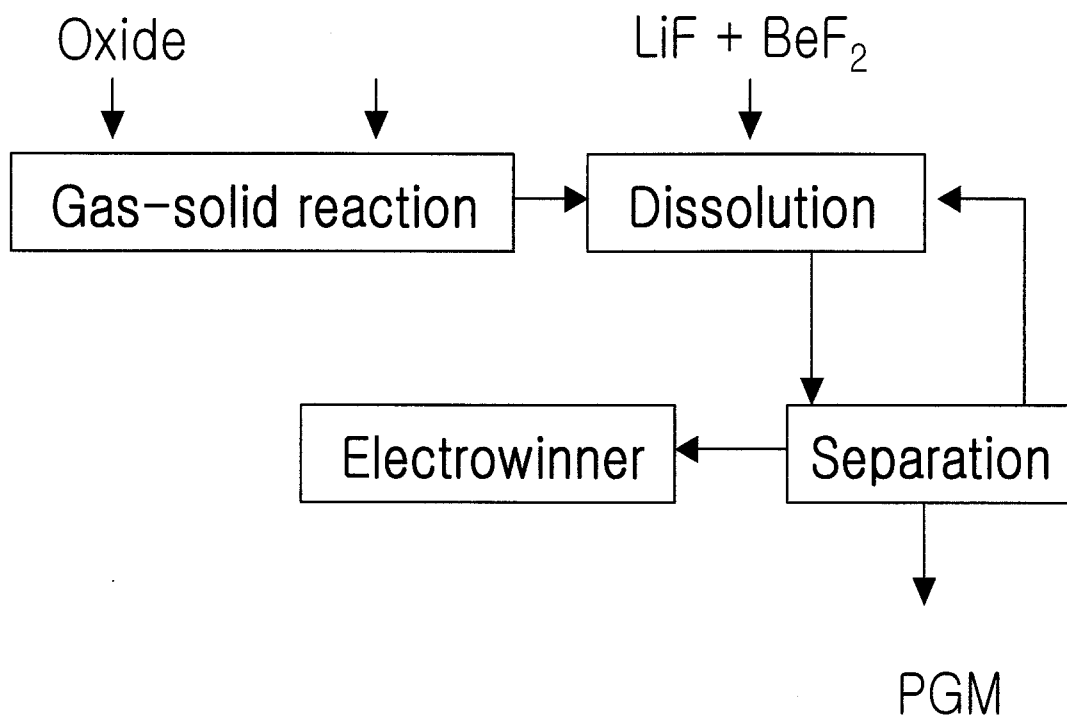 Oxide
LiF + BeF₂
Gas-solid reaction
Dissolution
Electrowinner
Separation
PGM